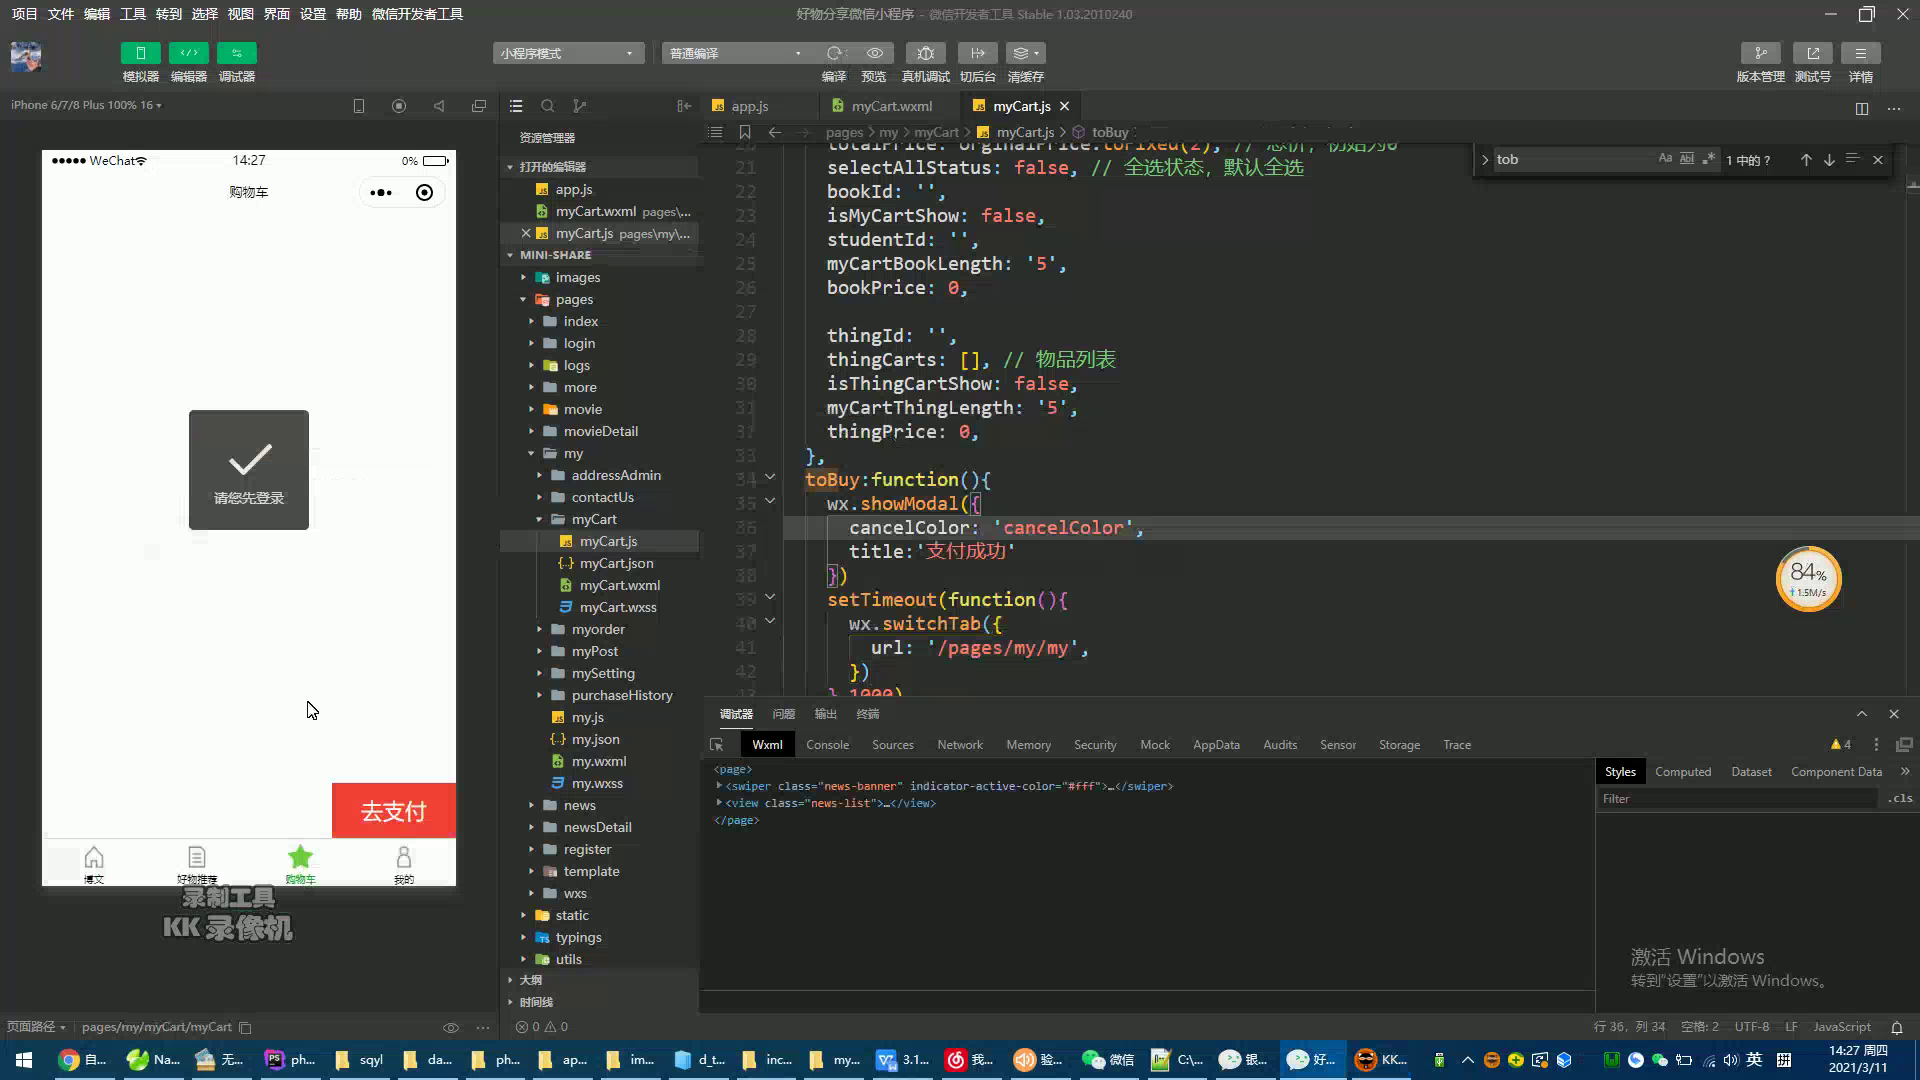 项目 文件 编辑 工具 转到 选择 视图 界面 设置 帮助 微信开发者工具
好物分享微信小程序 - 微信开发者工具 Stable 1.03.2010240
模拟器 编辑器 调试器
小程序模式
普通编译
编译 预览 真机调试 切后台 清缓存
版本管理 测试号 详情
iPhone 6/7/8 Plus 100% 16
WeChat
14:27
0%
购物车
请您先登录
去支付
博文
好物推荐
购物车
我的
录制工具
KK 录像机
页面路径
pages/my/myCart/myCart
资源管理器
打开的编辑器
app.js
myCart.wxml pages\...
myCart.js pages\my\...
MINI-SHARE
images
pages
index
login
logs
more
movie
movieDetail
my
addressAdmin
contactUs
myCart
myCart.js
myCart.json
myCart.wxml
myCart.wxss
myorder
myPost
mySetting
purchaseHistory
my.js
my.json
my.wxml
my.wxss
news
newsDetail
register
template
wxs
static
typings
utils
大纲
时间线
0 0
app.js
myCart.wxml
myCart.js
pages > my > myCart > myCart.js > toBuy
tob
Aa Abl .* 1 中的 ?
totalPrice: orginalPrice.toFixed(2), // 总价，初始为0
21 selectAllStatus: false, // 全选状态，默认全选
22 bookId: '',
23 isMyCartShow: false,
24 studentId: '',
25 myCartBookLength: '5',
26 bookPrice: 0,
27
28 thingId: '',
29 thingCarts: [], // 物品列表
30 isThingCartShow: false,
31 myCartThingLength: '5',
32 thingPrice: 0,
33 },
34 toBuy:function(){
35 wx.showModal({
36 cancelColor: 'cancelColor',
37 title:'支付成功'
38 })
39 setTimeout(function(){
40 wx.switchTab({
41 url: '/pages/my/my',
42 })
43 },1000)
84%
↑ 1.5M/s
调试器 问题 输出 终端
Wxml Console Sources Network Memory Security Mock AppData Audits Sensor Storage Trace
4
<page>
<swiper class="news-banner" indicator-active-color="#fff">…</swiper>
<view class="news-list">…</view>
</page>
Styles Computed Dataset Component Data »
Filter
.cls
激活 Windows
转到"设置"以激活 Windows。
行 36，列 34 空格: 2 UTF-8 LF JavaScript
自... Na... 无... ph... sqyl da... ph... ap... im... d_t... inc... my... 3.1... 我... 验... 微信 C:\... 银... 好... KK...
英
14:27 周四
2021/3/11